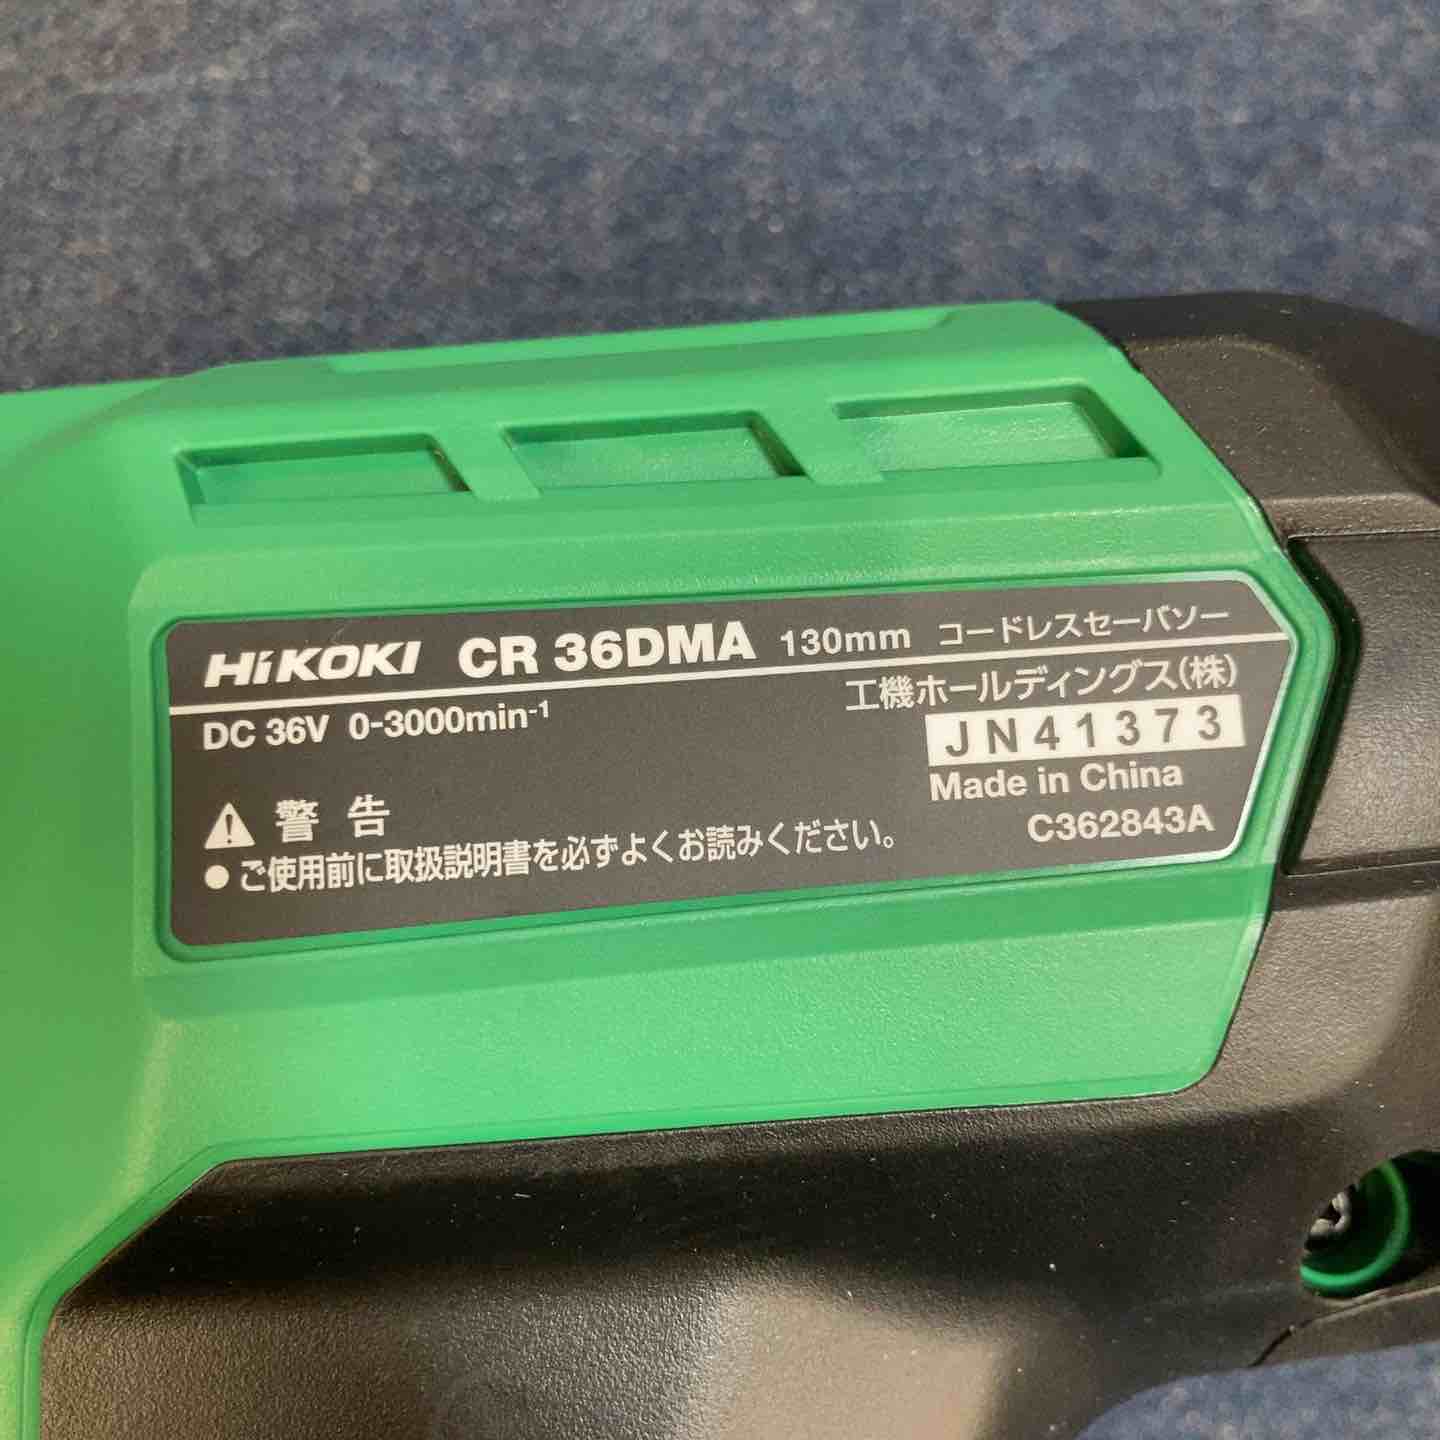 HiKOKI CR 36DMA 130mm コードレスセーバソー
DC 36V 0-3000min-1 工機ホールディングス(株)
JN41373
Made in China
⚠ 警告 C362843A
●ご使用前に取扱説明書を必ずよくお読みください。